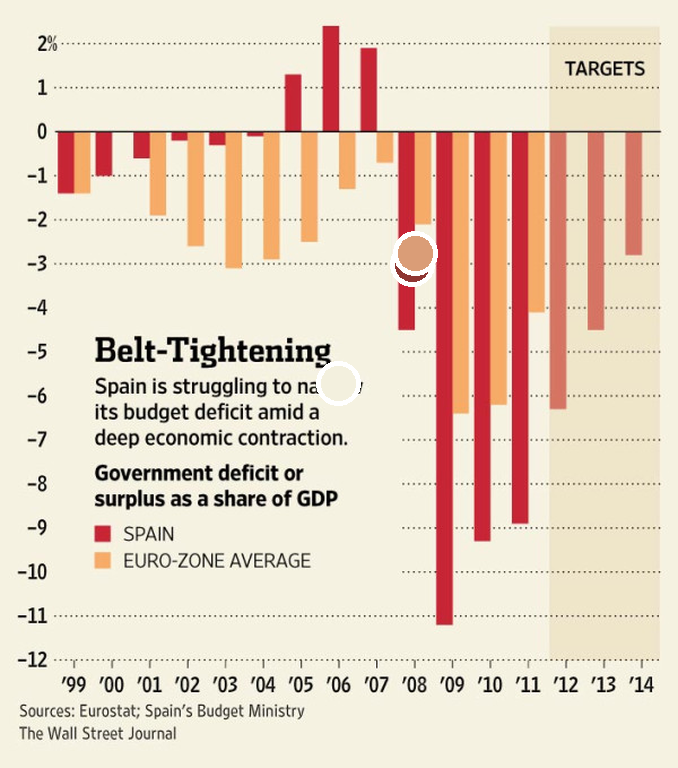 2%
TARGETS
1
0
−1
−2
−3
−4
−5
−6
−7
−8
−9
−10
−11
−12
Belt-Tightening
Spain is struggling to
its budget deficit amid a
deep economic contraction.
Government deficit or
surplus as a share of GDP
SPAIN
EURO-ZONE AVERAGE
’99 ’00 ’01 ’02 ’03 ’04 ’05 ’06 ’07 ’08 ’09 ’10 ’11 ’12 ’13 ’14
Sources: Eurostat; Spain’s Budget Ministry
The Wall Street Journal